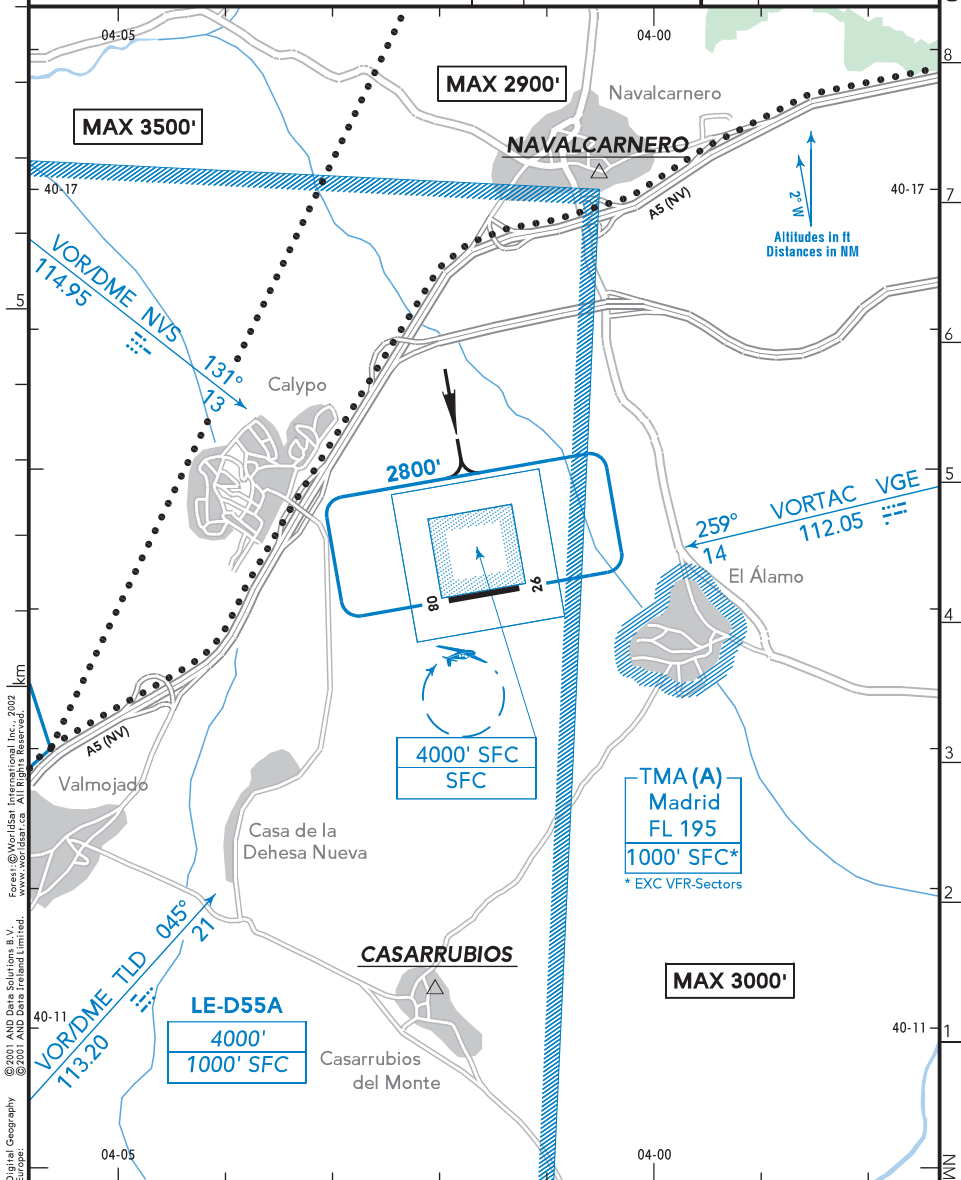 04-05
04-00
8
MAX 2900'
Navalcarnero
MAX 3500'
NAVALCARNERO
40-17
40-17
7
A5 (NV)
2° W
Altitudes in ft
Distances in NM
VOR/DME NVS
114.95
131°
13
5
6
Calypo
2800'
5
VORTAC VGE
112.05
259°
14
El Álamo
08
26
4
km
A5 (NV)
3
4000' SFC
SFC
TMA (A)
Madrid
FL 195
1000' SFC*
* EXC VFR-Sectors
Valmojado
Casa de la
Dehesa Nueva
2
VOR/DME TLD
113.20
045°
21
CASARRUBIOS
MAX 3000'
LE-D55A
4000'
1000' SFC
40-11
40-11
1
Casarrubios
del Monte
04-05
04-00
NM
Forest: ©WorldSat International Inc., 2002
www.worldsat.ca All Rights Reserved.
©2001 AND Data Solutions B.V.
©2001 AND Data Ireland Limited.
Digital Geography
Europe: